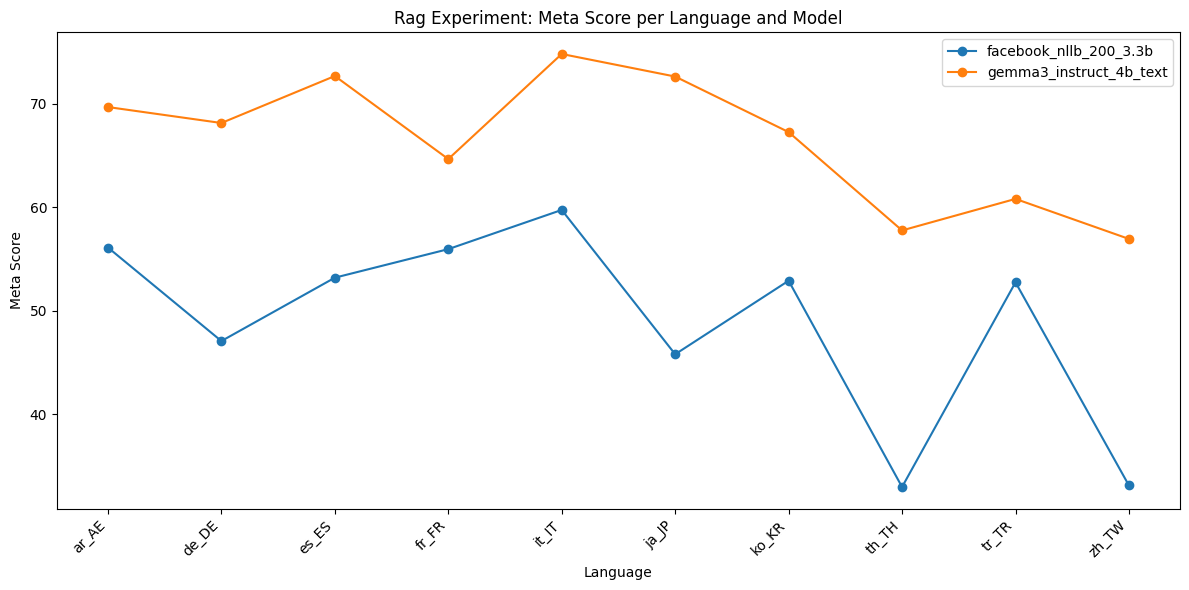 Rag Experiment: Meta Score per Language and Model
facebook_nllb_200_3.3b
gemma3_instruct_4b_text
Meta Score
70
60
50
40
ar_AE
de_DE
es_ES
fr_FR
it_IT
ja_JP
ko_KR
th_TH
tr_TR
zh_TW
Language